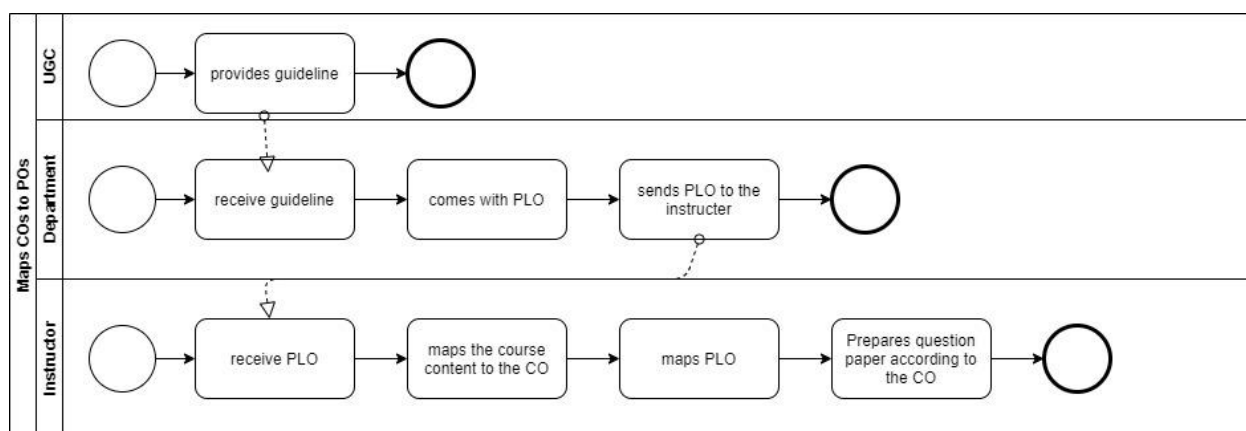 Maps COs to POs
UGC
provides guideline
Department
receive guideline
comes with PLO
sends PLO to the
instructer
Instructor
receive PLO
maps the course
content to the CO
maps PLO
Prepares question
paper according to
the CO